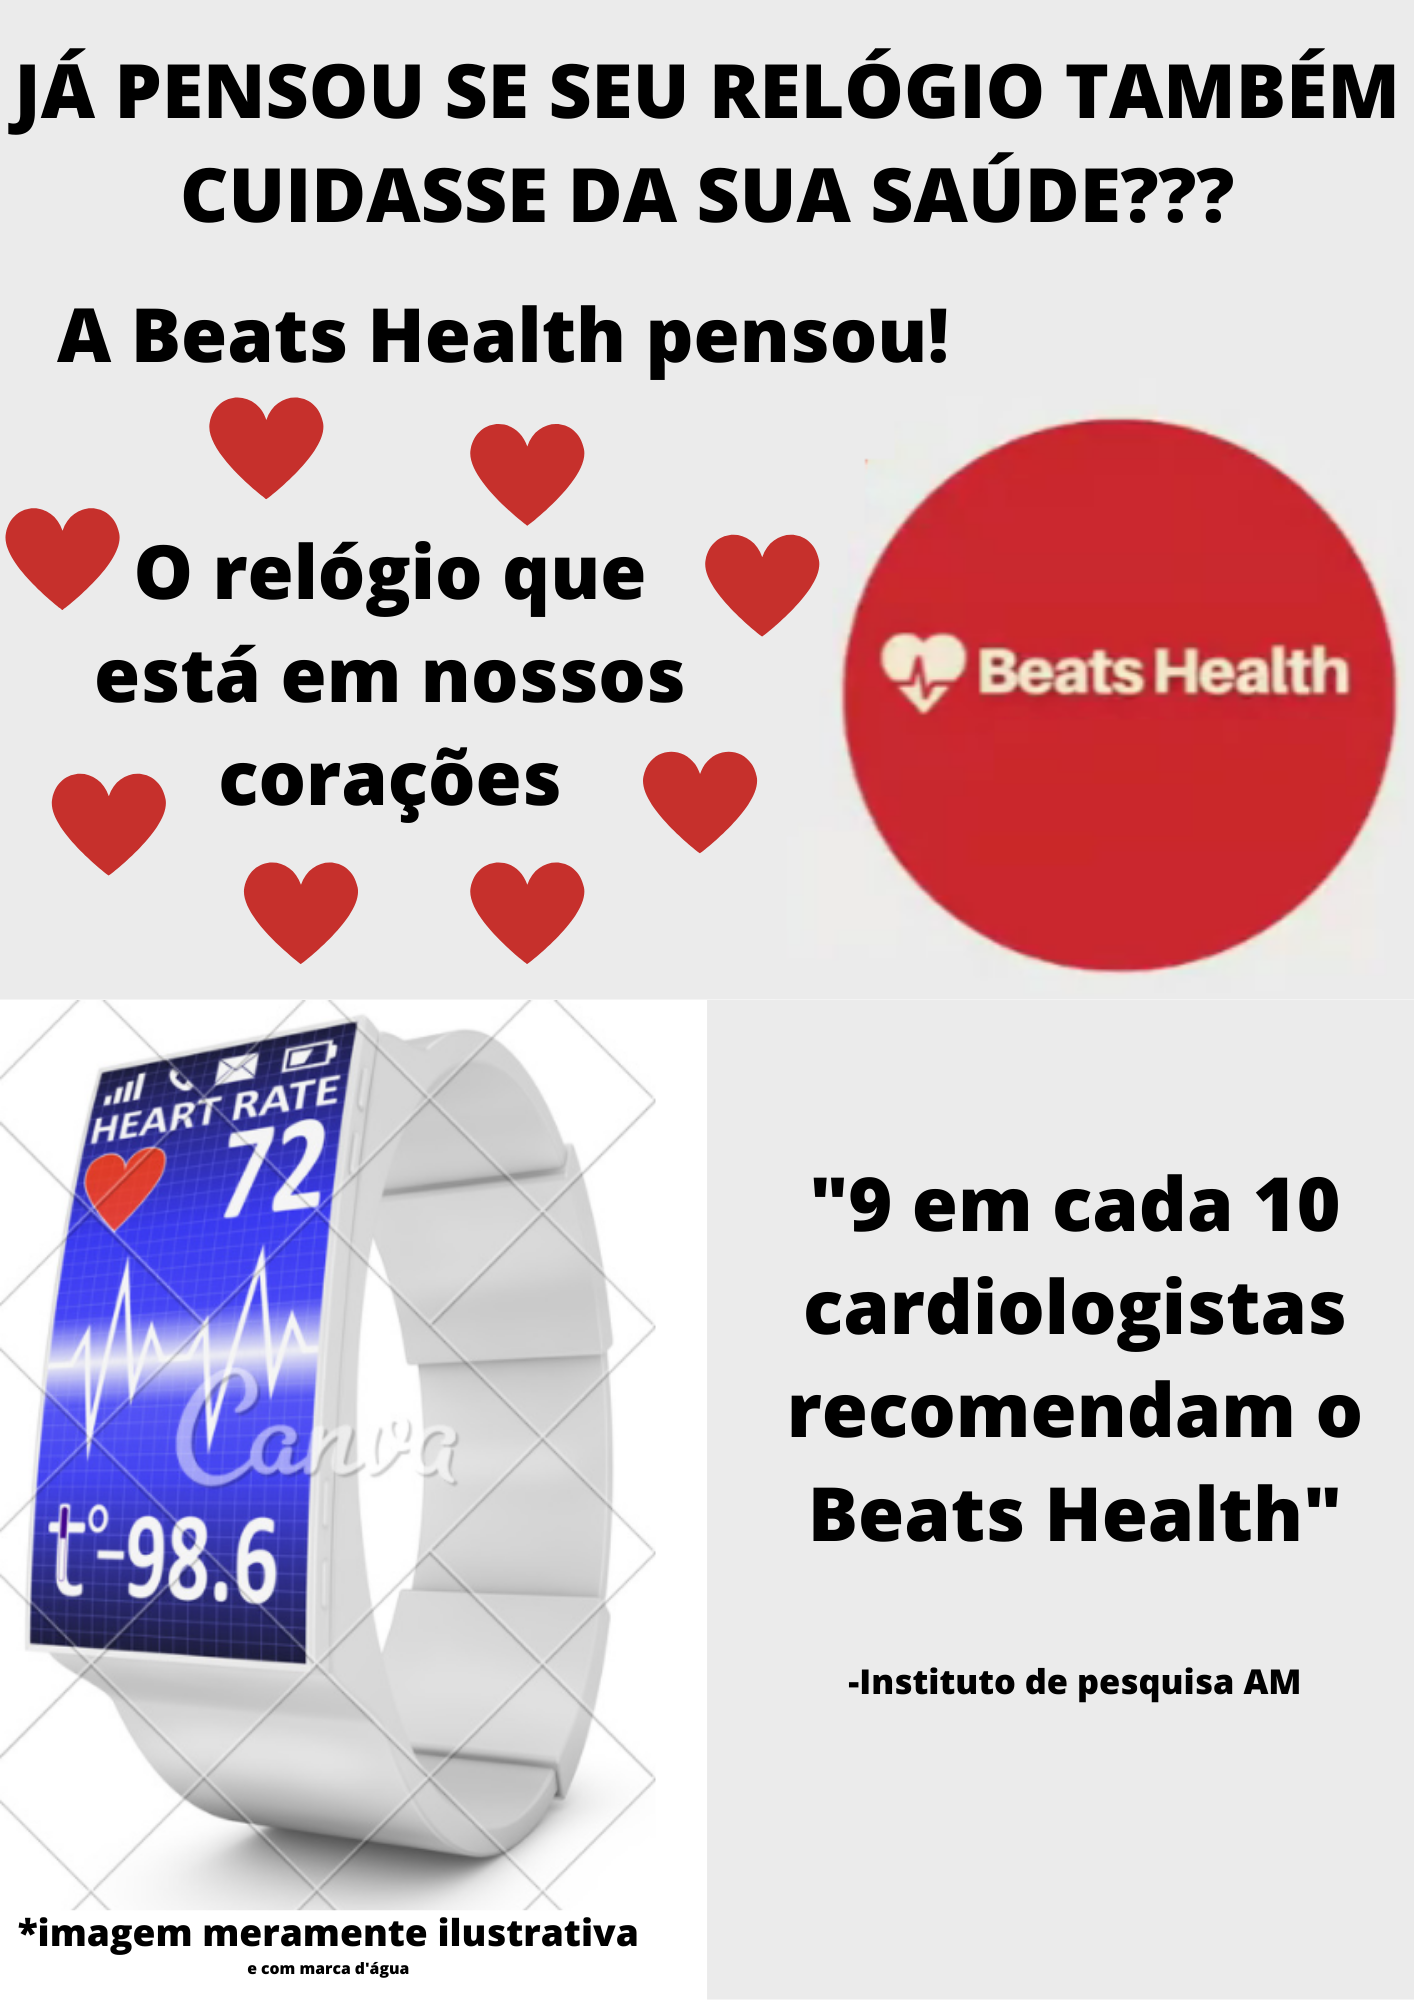 JÁ PENSOU SE SEU RELÓGIO TAMBÉM
CUIDASSE DA SUA SAÚDE???
A Beats Health pensou!
O relógio que
está em nossos
corações
Beats Health
HEART RATE
72
Canva
t°-98.6
"9 em cada 10
cardiologistas
recomendam o
Beats Health"
-Instituto de pesquisa AM
*imagem meramente ilustrativa
e com marca d'água